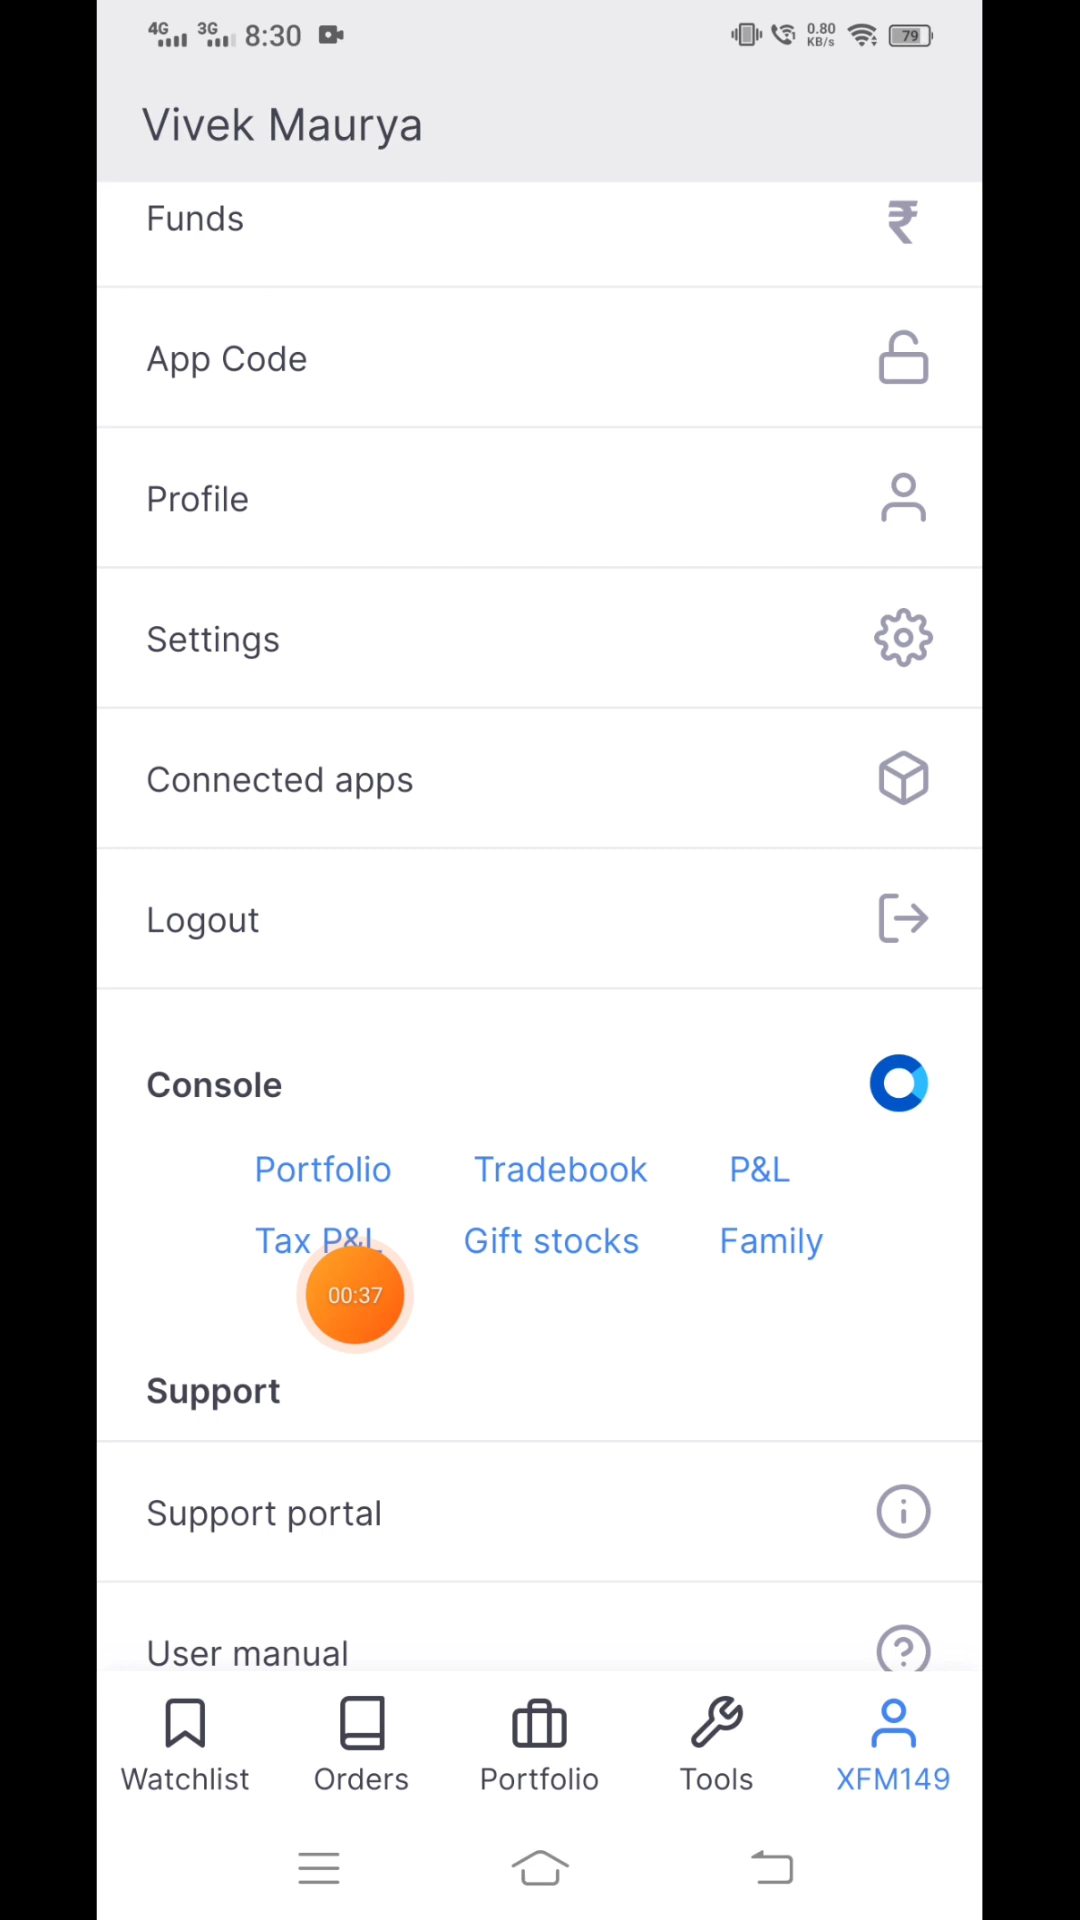 4G 3G 8:30 0.80 KB/s 79
Vivek Maurya
Funds ₹
App Code
Profile
Settings
Connected apps
Logout
Console
Portfolio Tradebook P&L
Tax P&L Gift stocks Family
00:37
Support
Support portal
User manual
Watchlist Orders Portfolio Tools XFM149